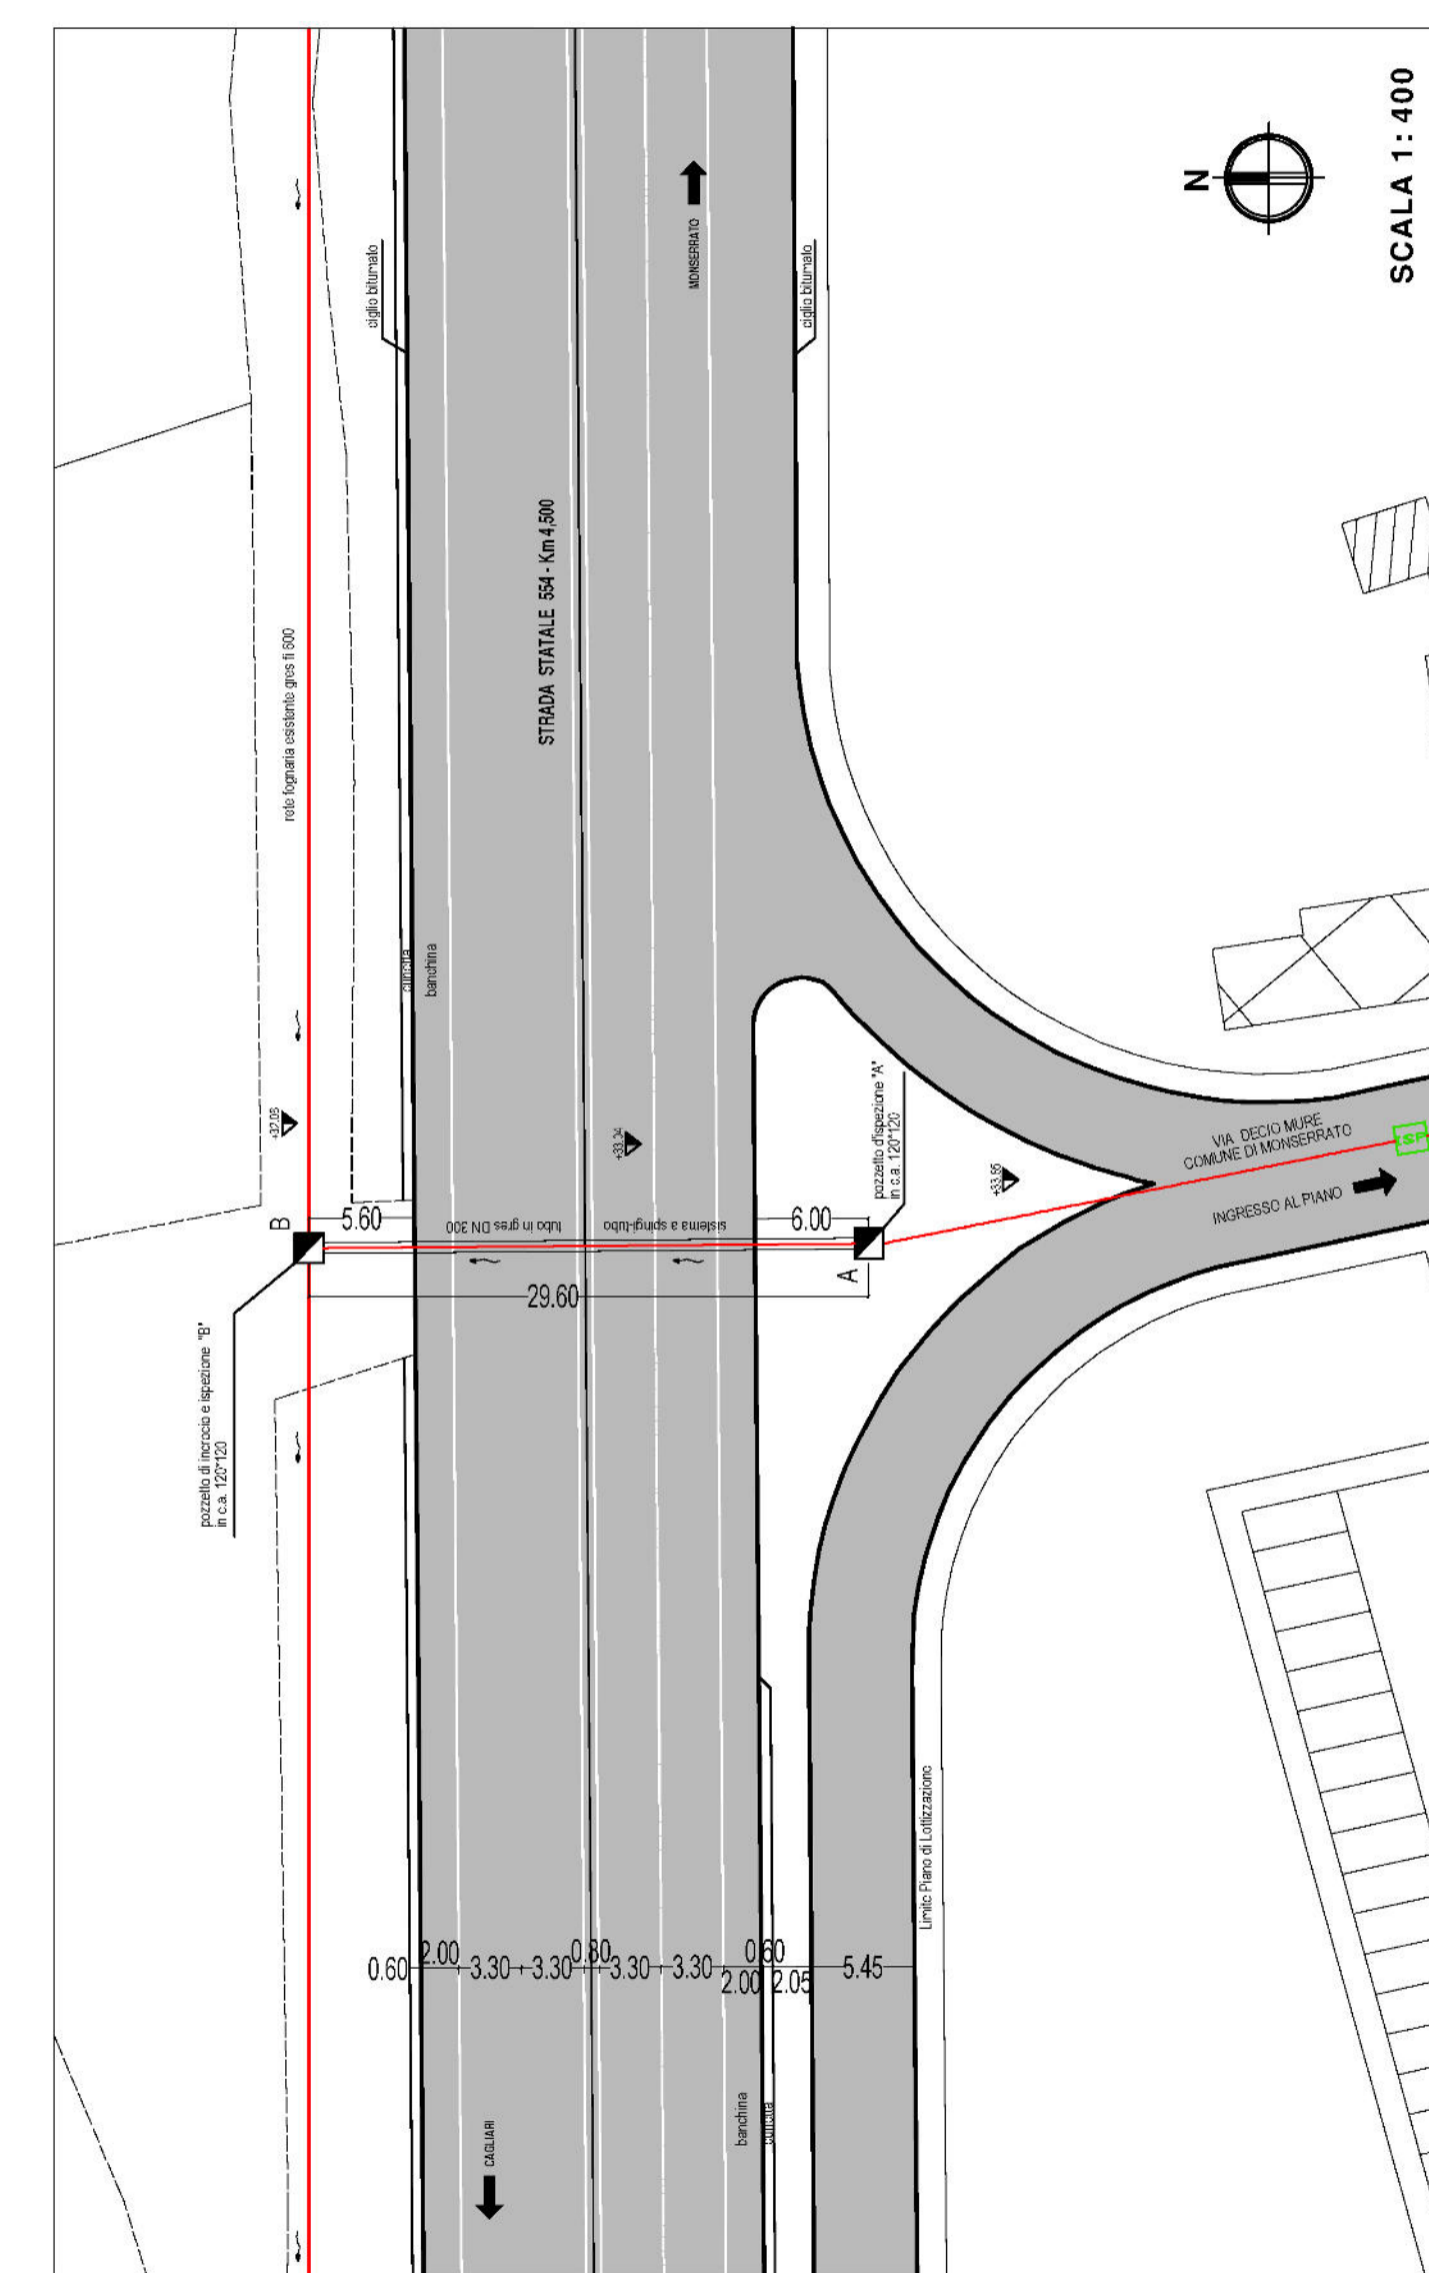 N
SCALA 1: 400
ciglio bitumato
MONSERRATO
ciglio bitumato
STRADA STATALE 554 - Km 4,500
rete fognaria esistente gres fi 600
cunetta
banchina
+32.05
+33.04
+33.85
pozzetto d'ispezione "A"
in c.a. 120*120
VIA DECIO MURE
COMUNE DI MONSERRATO
ISP
INGRESSO AL PIANO
B
5.60
tubo in gres DN 300
sistema a spingi-tubo
6.00
A
29.60
pozzetto di incrocio e ispezione "B"
in c.a. 120*120
Limite Piano di Lottizzazione
0.60
2.00
3.30
3.30
0.80
3.30
3.30
2.00
0.60
2.05
5.45
banchina
cunetta
CAGLIARI